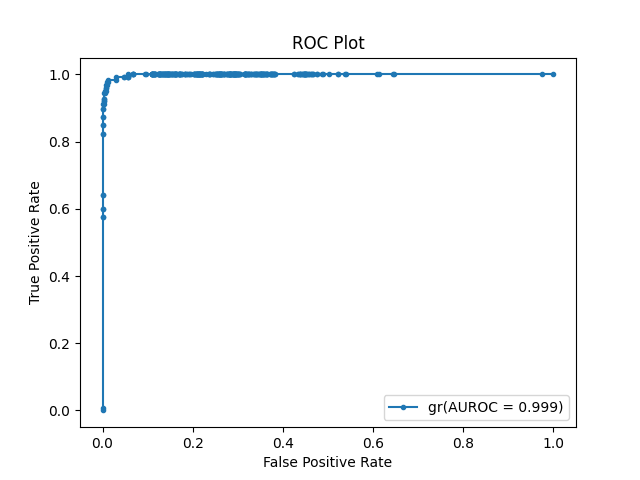 ROC Plot
1.0
0.8
0.6
0.4
0.2
0.0
True Positive Rate
0.0 0.2 0.4 0.6 0.8 1.0
False Positive Rate
gr(AUROC = 0.999)